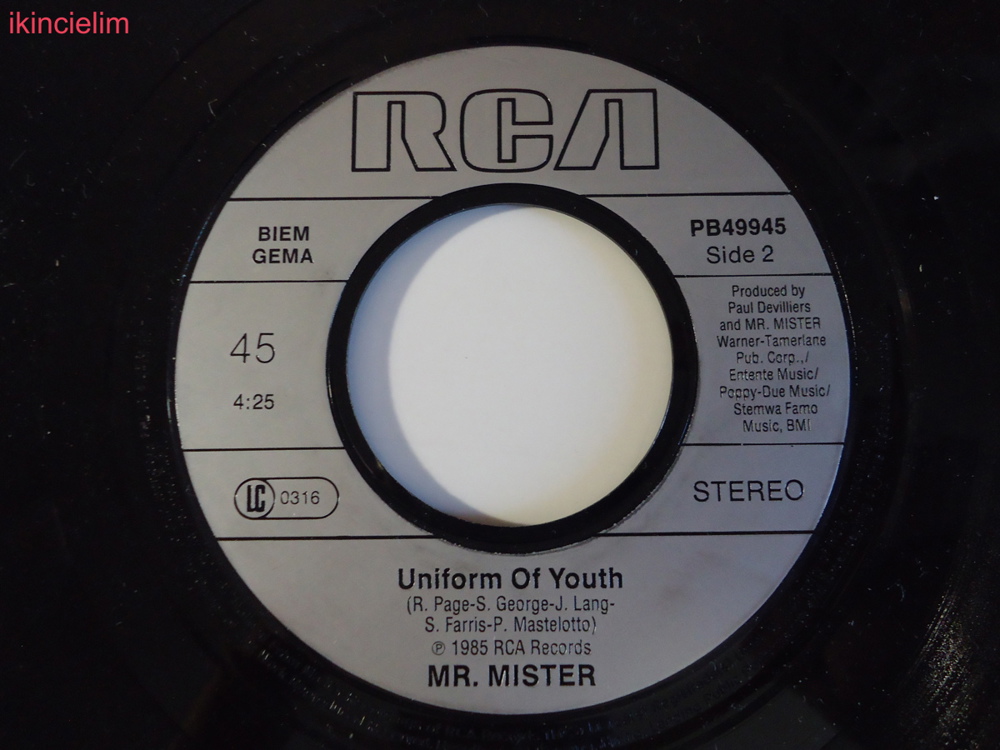 ikincielim
RCA
BIEM
GEMA
PB49945
Side 2
45
4:25
Produced by
Paul Devilliers
and MR. MISTER
Warner-Tamerlane
Pub. Corp.,/
Entente Music/
Poppy-Due Music/
Stemwa Famo
Music, BMI
LC 0316
STEREO
Uniform Of Youth
(R. Page-S. George-J. Lang-
S. Farris-P. Mastelotto)
℗ 1985 RCA Records
MR. MISTER